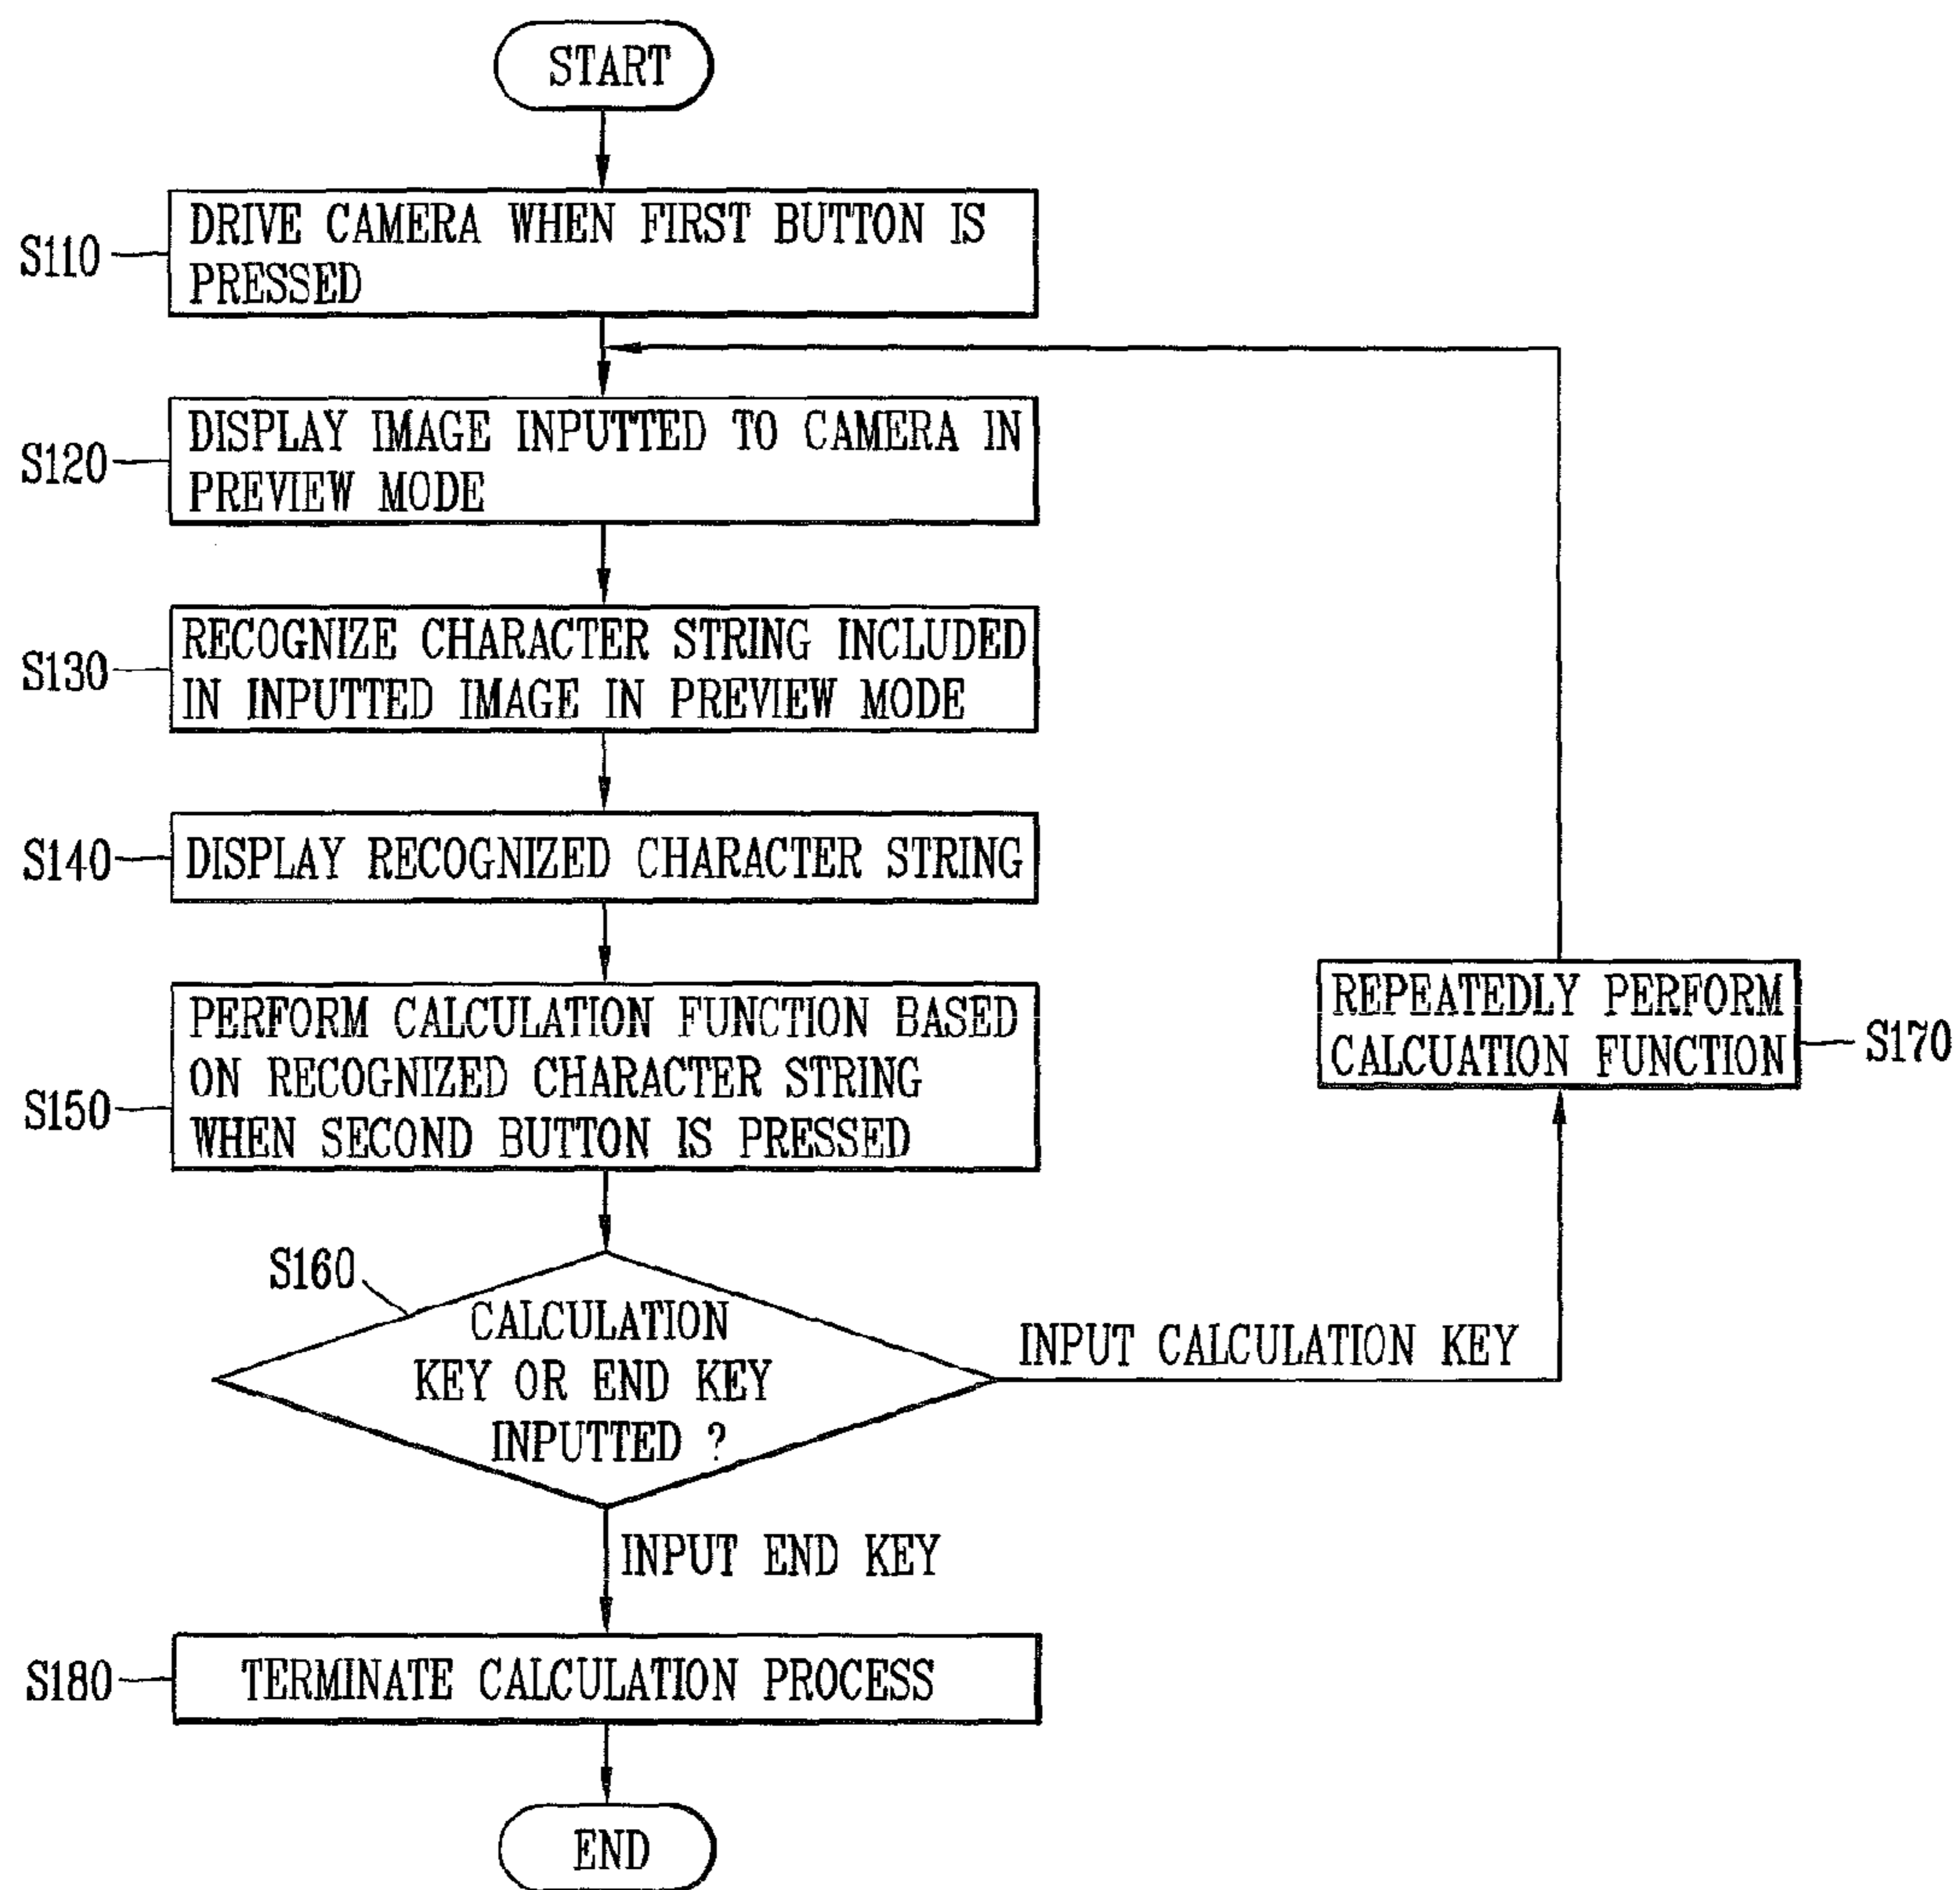 START
S110
DRIVE CAMERA WHEN FIRST BUTTON IS
PRESSED
S120
DISPLAY IMAGE INPUTTED TO CAMERA IN
PREVIEW MODE
S130
RECOGNIZE CHARACTER STRING INCLUDED
IN INPUTTED IMAGE IN PREVIEW MODE
S140
DISPLAY RECOGNIZED CHARACTER STRING
S150
PERFORM CALCULATION FUNCTION BASED
ON RECOGNIZED CHARACTER STRING
WHEN SECOND BUTTON IS PRESSED
REPEATEDLY PERFORM
CALCUATION FUNCTION
S170
S160
CALCULATION
KEY OR END KEY
INPUTTED ?
INPUT CALCULATION KEY
INPUT END KEY
S180
TERMINATE CALCULATION PROCESS
END